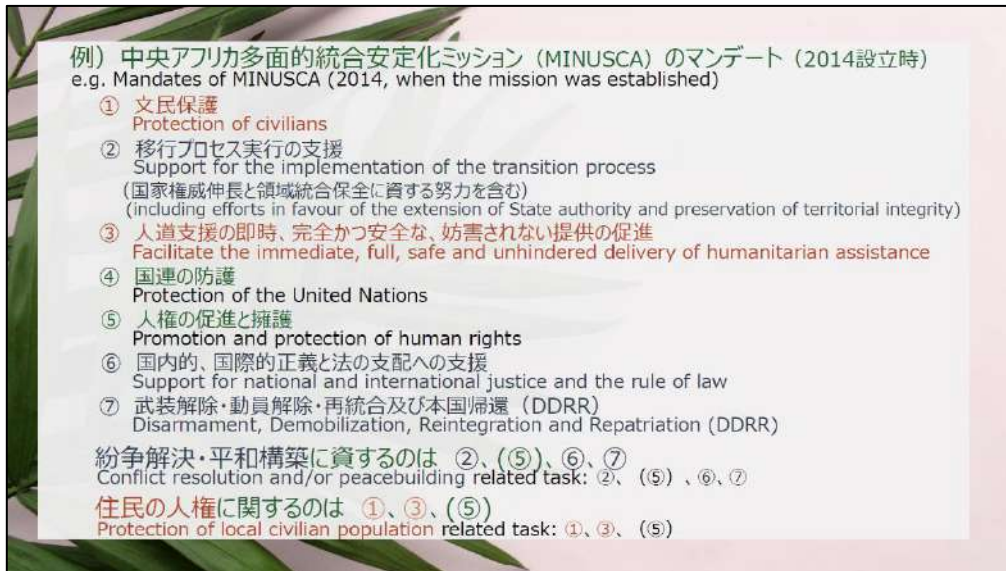 例）中央アフリカ多面的統合安定化ミッション（MINUSCA）のマンデート（2014設立時）
e.g. Mandates of MINUSCA (2014, when the mission was established)
① 文民保護
Protection of civilians
② 移行プロセス実行の支援
Support for the implementation of the transition process
（国家権威伸長と領域統合保全に資する努力を含む）
(including efforts in favour of the extension of State authority and preservation of territorial integrity)
③ 人道支援の即時、完全かつ安全な、妨害されない提供の促進
Facilitate the immediate, full, safe and unhindered delivery of humanitarian assistance
④ 国連の防護
Protection of the United Nations
⑤ 人権の促進と擁護
Promotion and protection of human rights
⑥ 国内的、国際的正義と法の支配への支援
Support for national and international justice and the rule of law
⑦ 武装解除・動員解除・再統合及び本国帰還（DDRR）
Disarmament, Demobilization, Reintegration and Repatriation (DDRR)
紛争解決・平和構築に資するのは ②、(⑤)、⑥、⑦
Conflict resolution and/or peacebuilding related task: ②、（⑤）、⑥、⑦
住民の人権に関するのは ①、③、(⑤)
Protection of local civilian population related task: ①、③、（⑤）